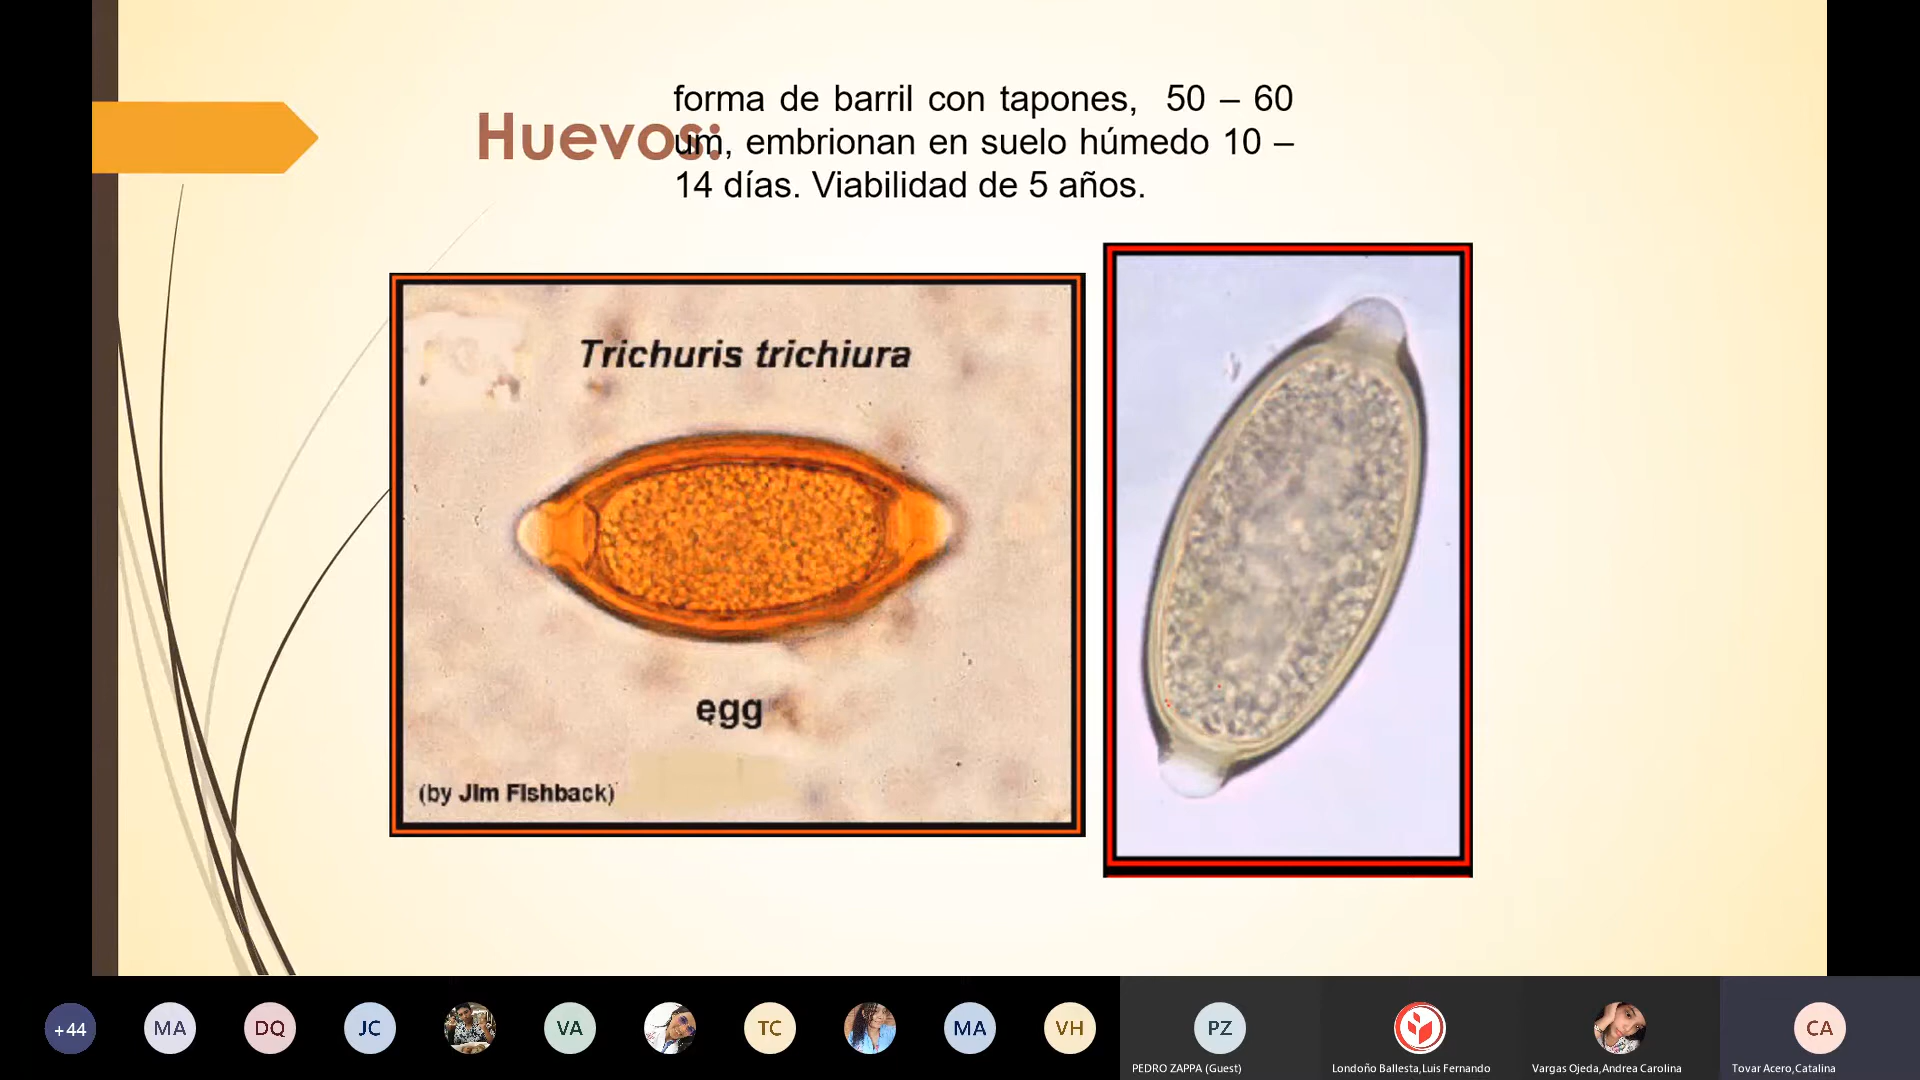 forma de barril con tapones, 50 – 60
Huevos:
um, embrionan en suelo húmedo 10 –
14 días. Viabilidad de 5 años.
Trichuris trichiura
egg
(by Jim Fishback)
+44
MA
DQ
JC
VA
TC
MA
VH
PZ
CA
PEDRO ZAPPA (Guest)
Londoño Ballesta,Luis Fernando
Vargas Ojeda,Andrea Carolina
Tovar Acero,Catalina